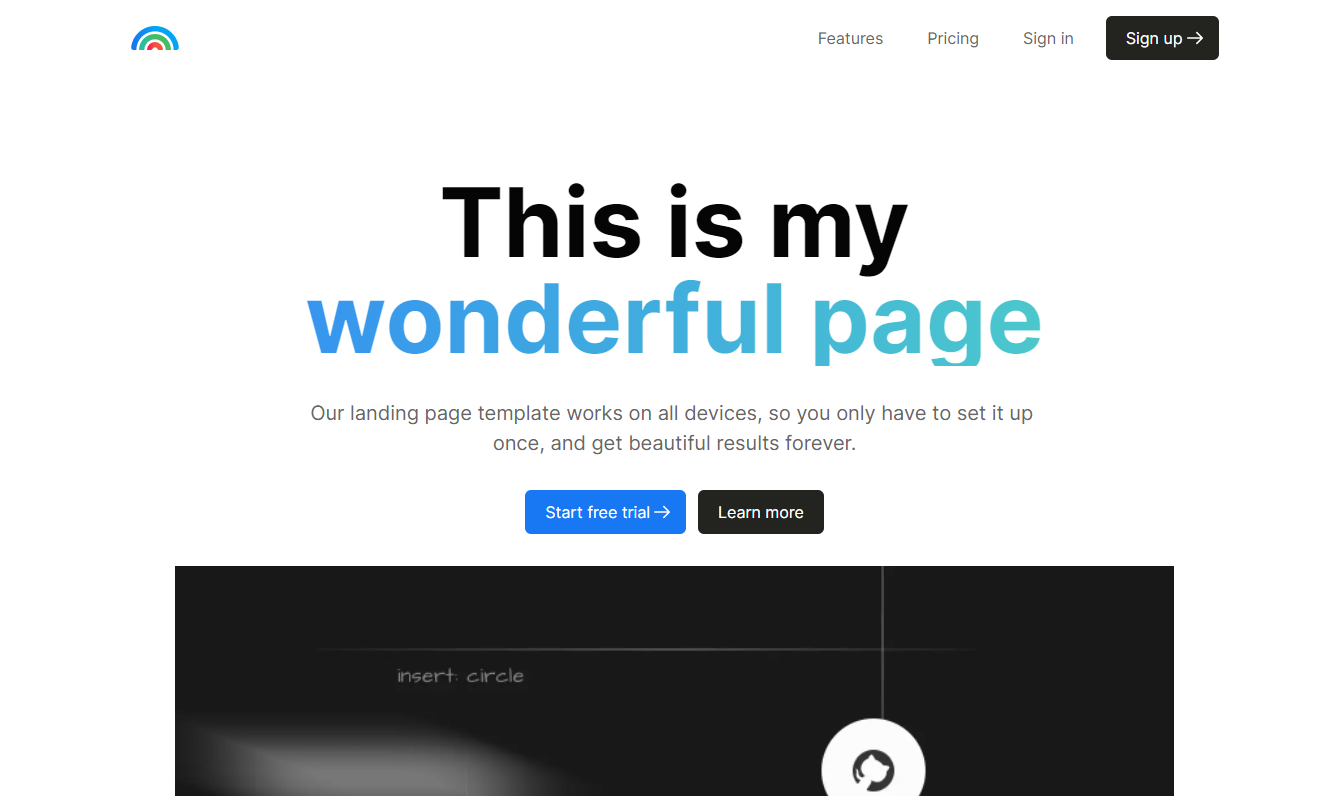 Features
Pricing
Sign in
Sign up →
This is my
wonderful page
Our landing page template works on all devices, so you only have to set it up
once, and get beautiful results forever.
Start free trial →
Learn more
insert: circle